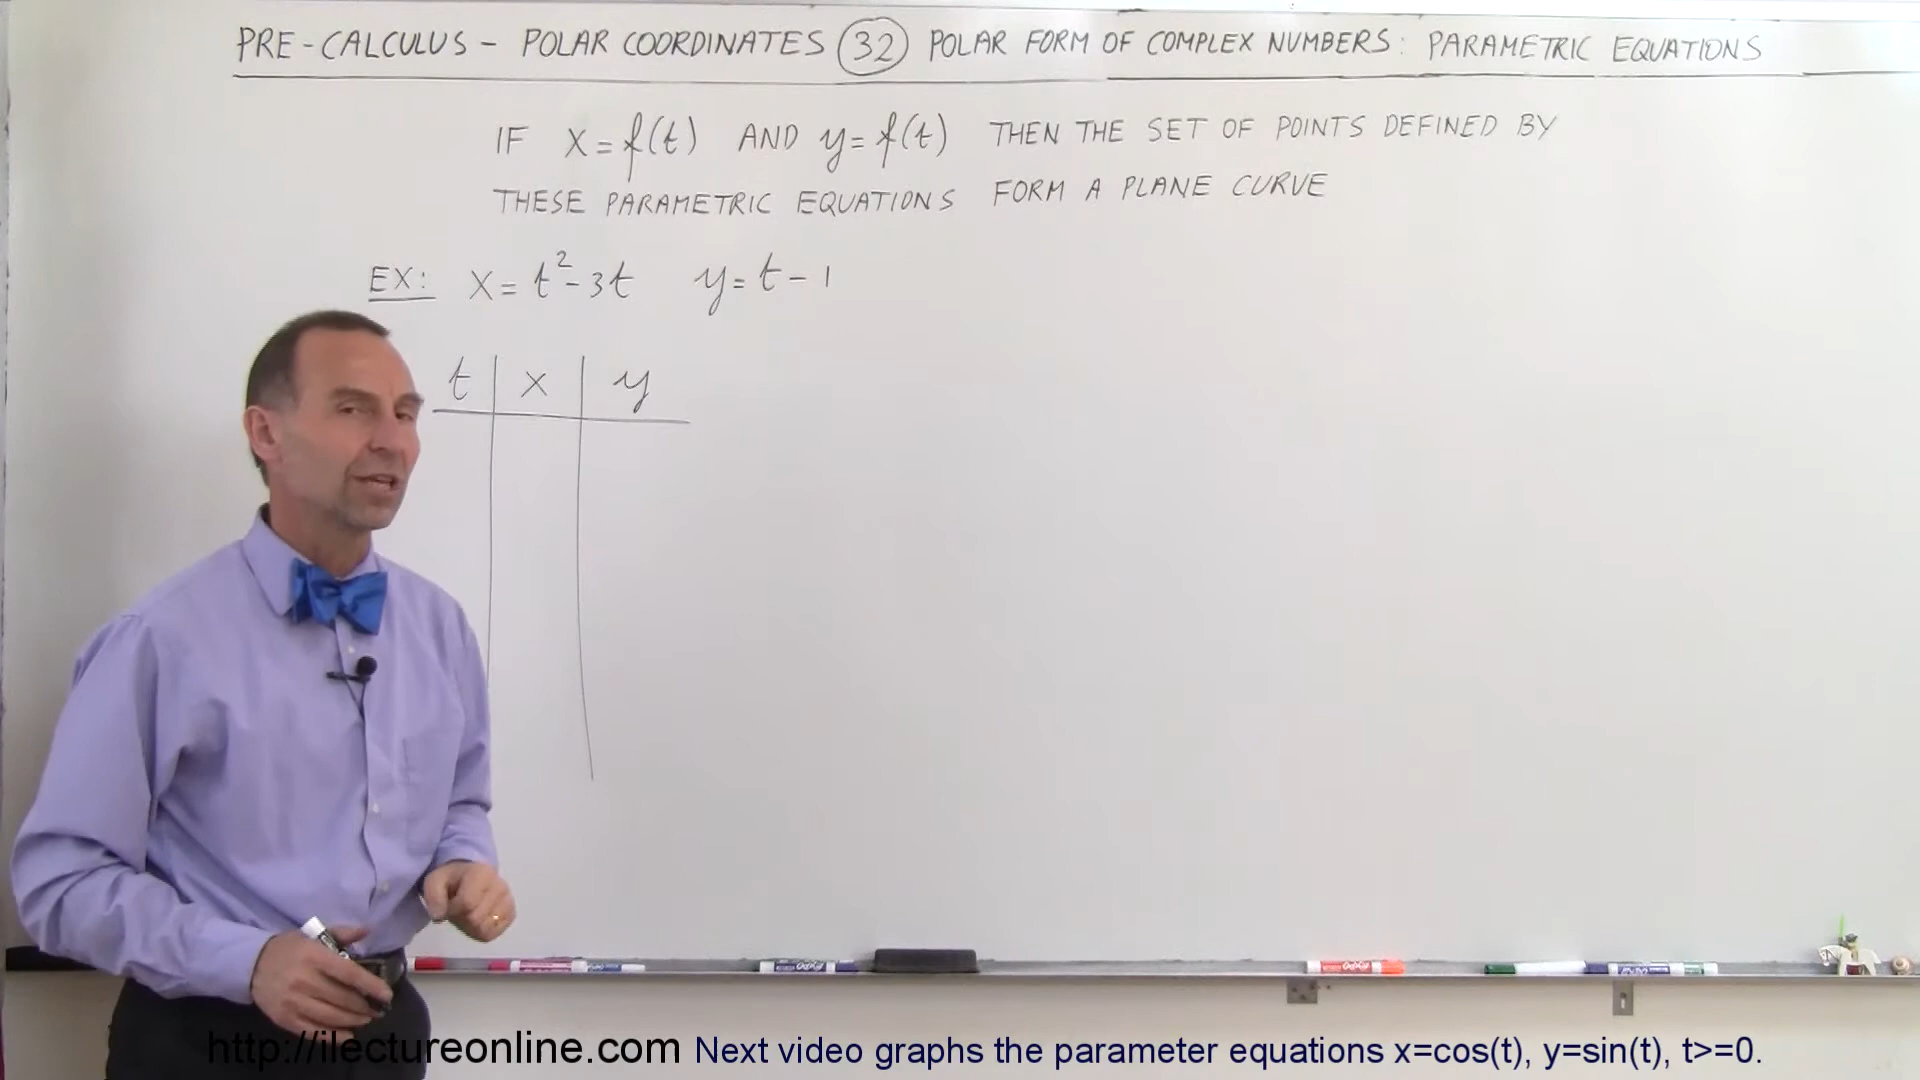 PRE-CALCULUS - POLAR COORDINATES 32 POLAR FORM OF COMPLEX NUMBERS: PARAMETRIC EQUATIONS
IF x=f(t) AND y=f(t) THEN THE SET OF POINTS DEFINED BY
THESE PARAMETRIC EQUATIONS FORM A PLANE CURVE
EX: x=t²-3t y=t-1
t x y
http://ilectureonline.com Next video graphs the parameter equations x=cos(t), y=sin(t), t>=0.